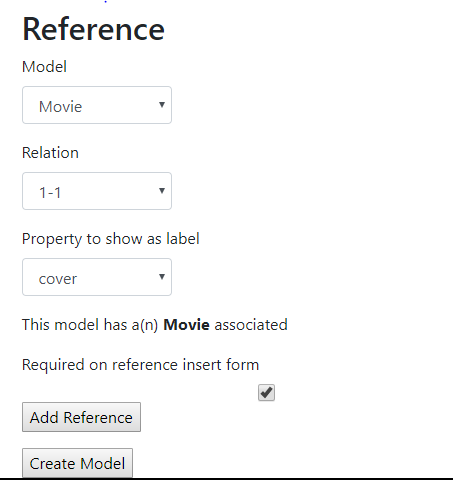 Reference
Model
Movie
Relation
1-1
Property to show as label
cover
This model has a(n) Movie associated
Required on reference insert form
Add Reference
Create Model